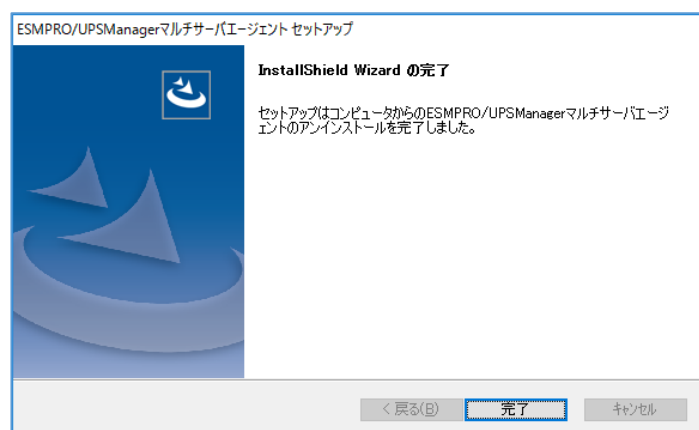 ESMPRO/UPSManagerマルチサーバエージェント セットアップ
InstallShield Wizard の完了
セットアップはコンピュータからのESMPRO/UPSManagerマルチサーバエージ
ェントのアンインストールを完了しました。
< 戻る(B)
完了
キャンセル